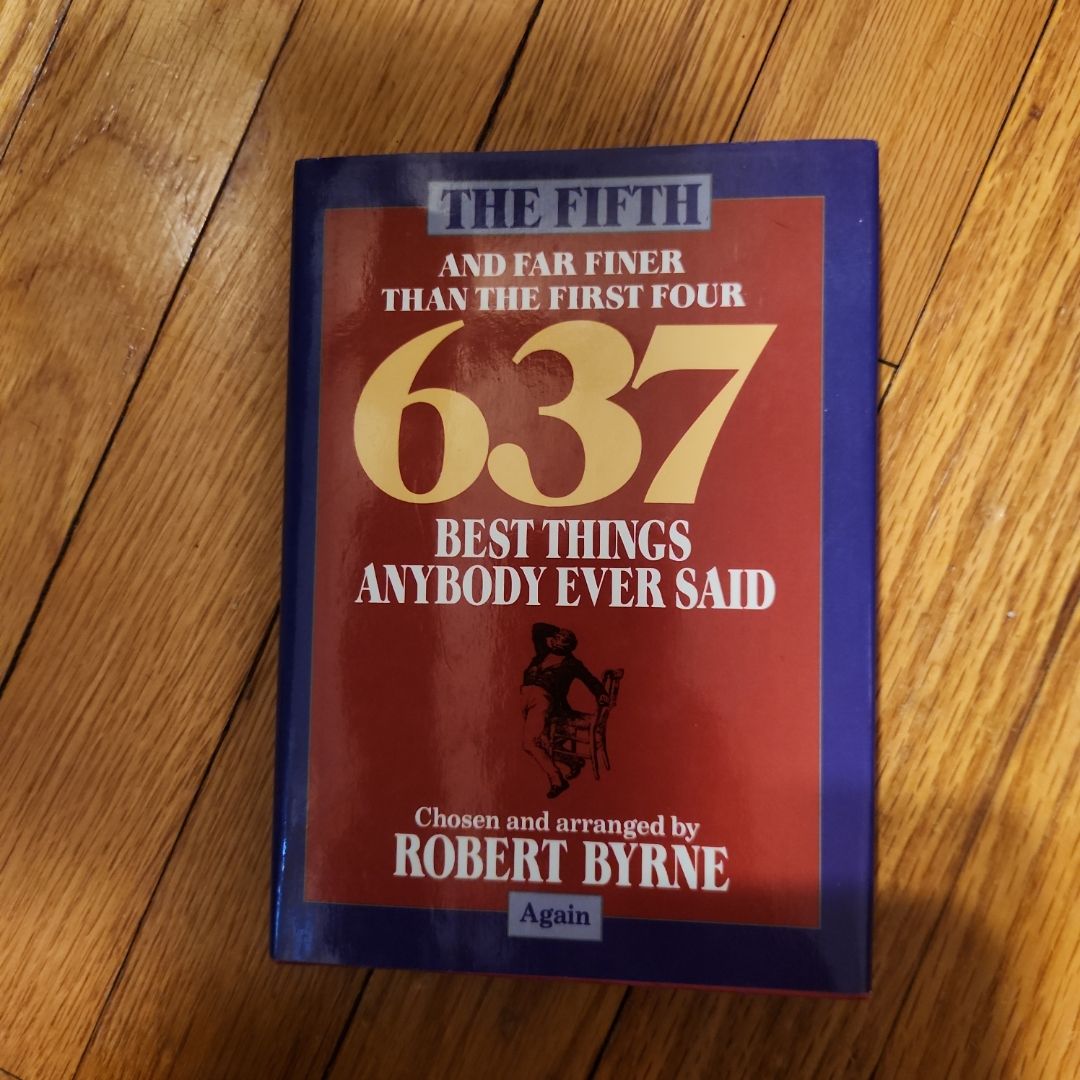 THE FIFTH
AND FAR FINER
THAN THE FIRST FOUR
637
BEST THINGS
ANYBODY EVER SAID
Chosen and arranged by
ROBERT BYRNE
Again